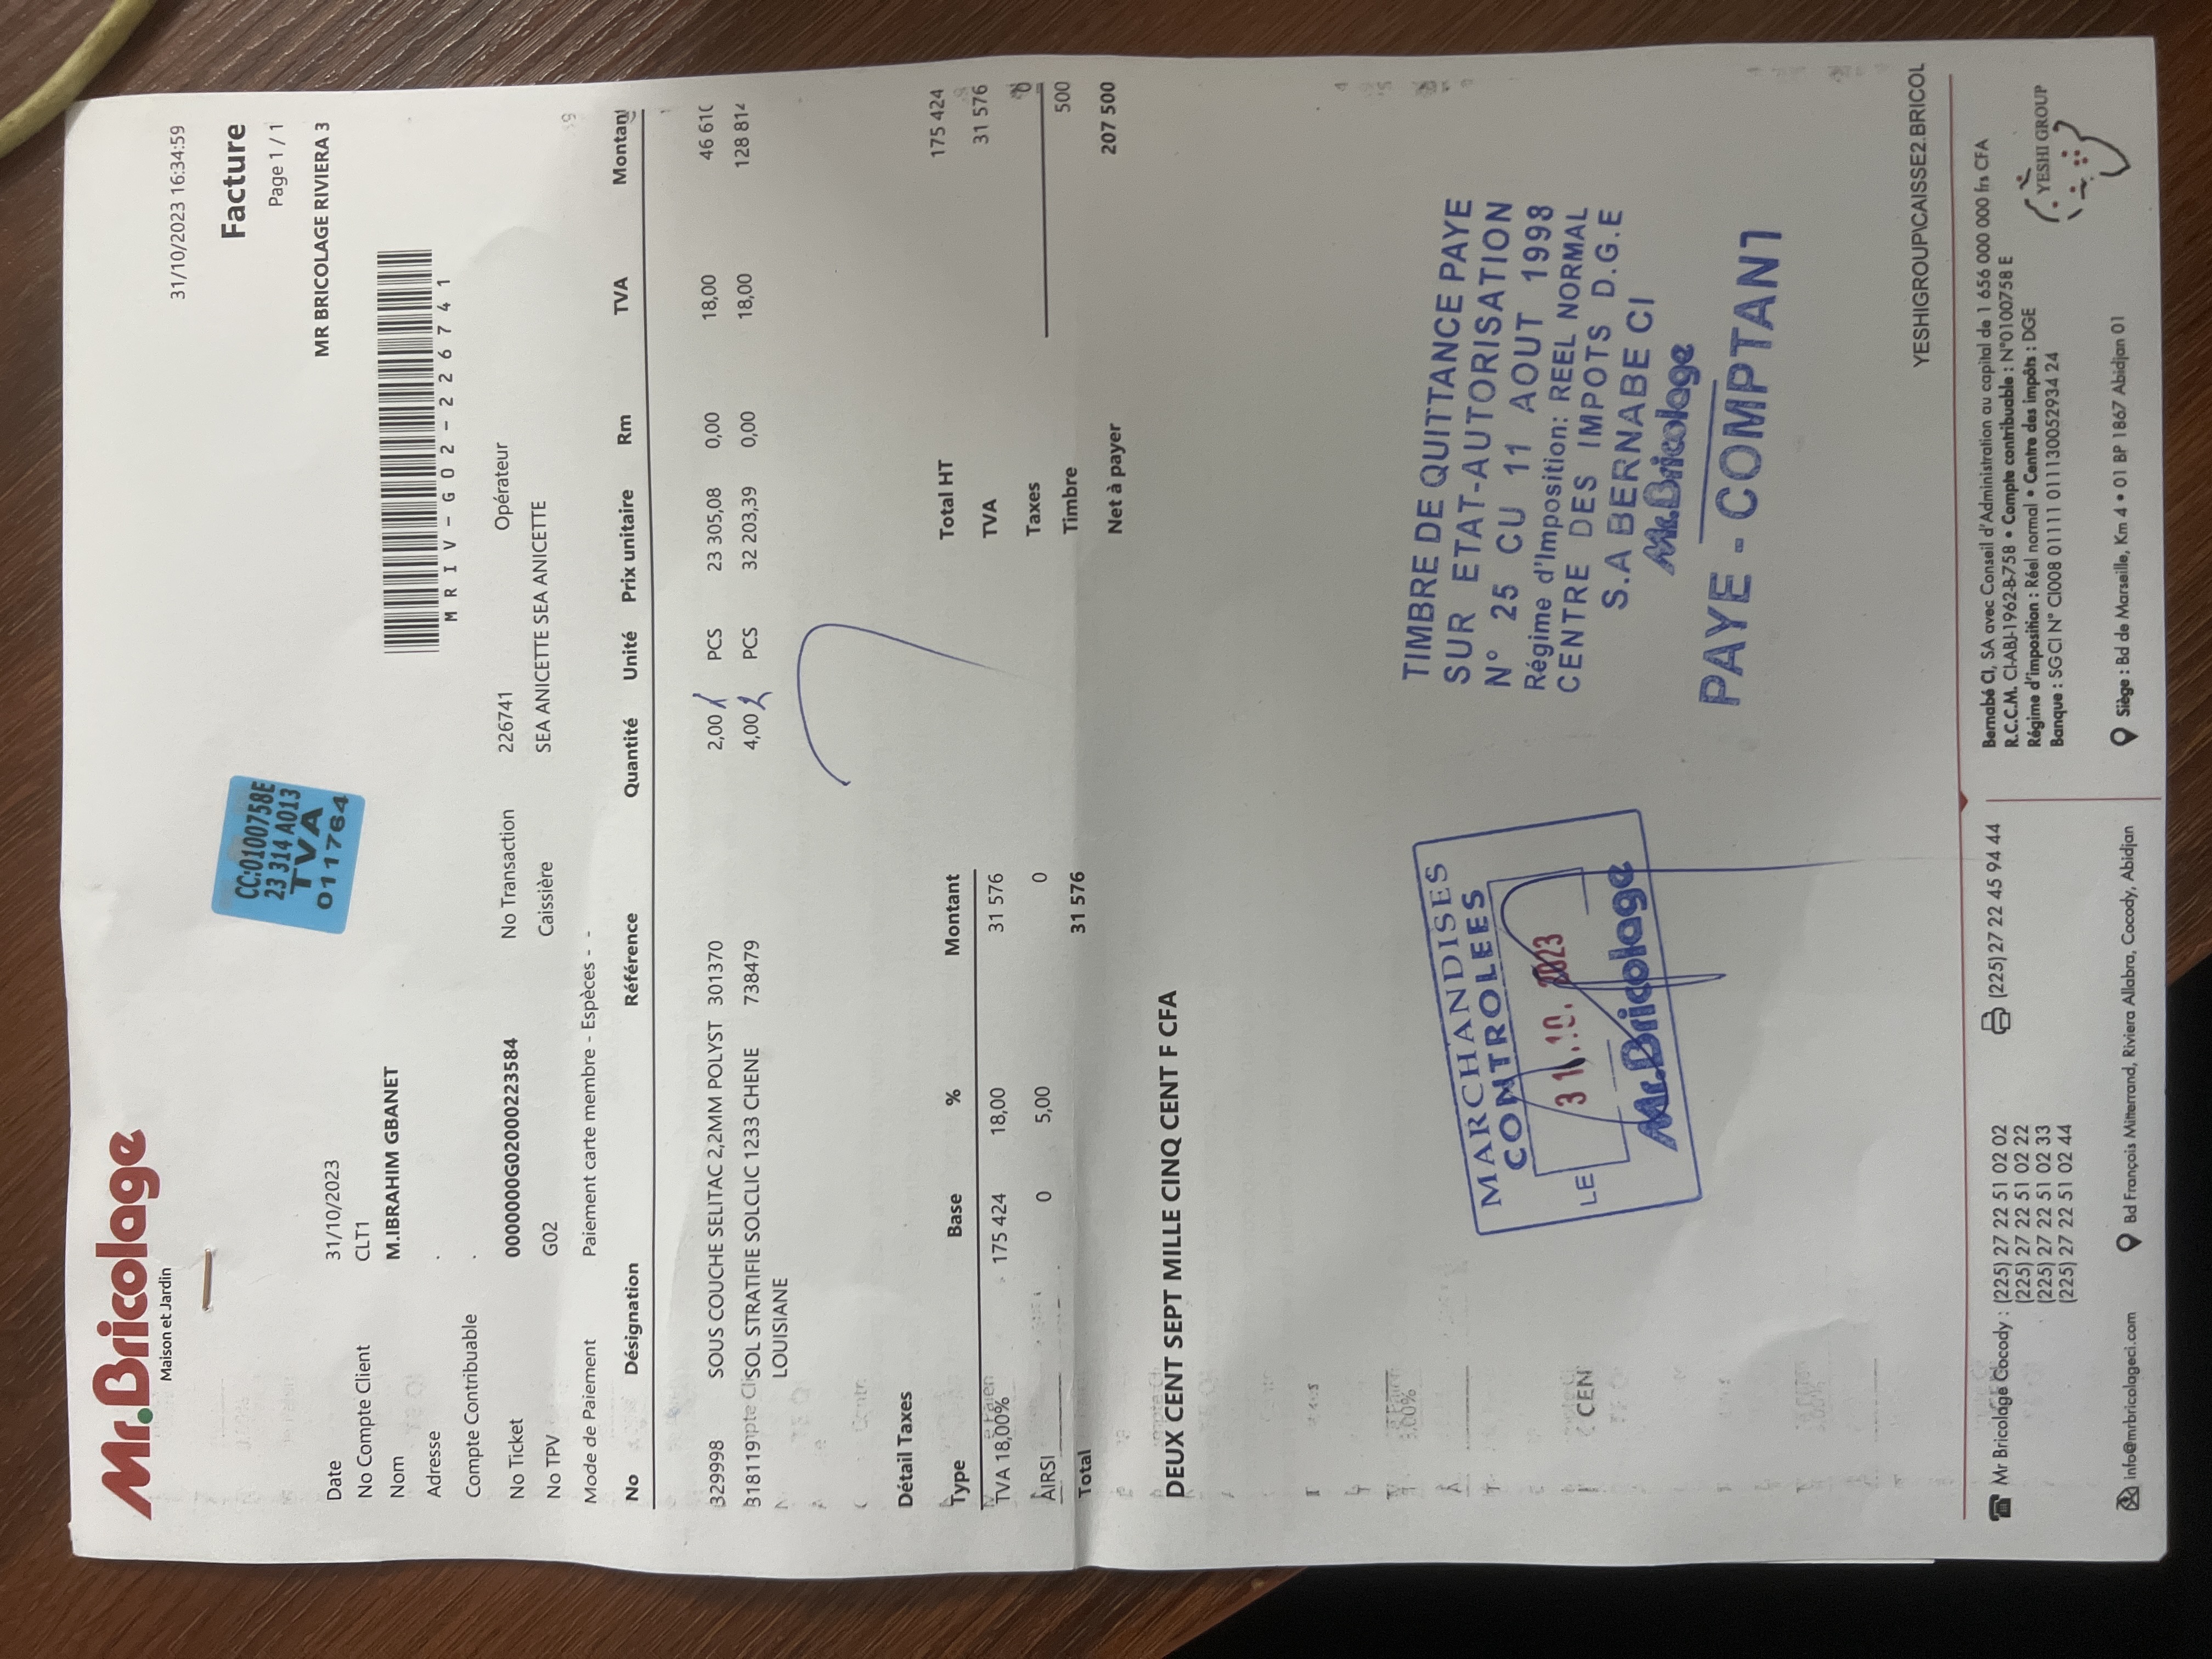 Mr.Bricolage
Maison et Jardin
31/10/2023 16:34:59
Facture
Page 1 / 1
MR BRICOLAGE RIVIERA 3
CC:0100758E
23 314 A013
TVA
011764
Date 31/10/2023
No Compte Client CLT1
Nom M.IBRAHIM GBANET
Adresse .
Compte Contribuable .
MRIV-G02-226741
No Ticket 0000000G02000223584 No Transaction 226741 Opérateur
No TPV G02 Caissière SEA ANICETTE SEA ANICETTE
Mode de Paiement Paiement carte membre - Espèces - -
No Désignation Référence Quantité Unité Prix unitaire Rm TVA Montant
329998 SOUS COUCHE SELITAC 2,2MM POLYST 301370 2,00 PCS 23 305,08 0,00 18,00 46 610
318119 SOL STRATIFIE SOLCLIC 1233 CHENE 738479 4,00 PCS 32 203,39 0,00 18,00 128 814
LOUISIANE
Détail Taxes
Type Base % Montant
TVA 18,00% 175 424 18,00 31 576
AIRSI 0 5,00 0
Total 31 576
Total HT 175 424
TVA 31 576
Taxes 0
Timbre 500
Net à payer 207 500
DEUX CENT SEPT MILLE CINQ CENT F CFA
MARCHANDISES
CONTROLEES
LE 31.10.2023
Mr.Bricolage
TIMBRE DE QUITTANCE PAYE
SUR ETAT-AUTORISATION
N° 25 CU 11 AOUT 1998
Régime d'Imposition: REEL NORMAL
CENTRE DES IMPOTS D.G.E
S.A BERNABE CI
Mr.Bricolage
PAYE - COMPTANT
YESHIGROUP\CAISSE2.BRICOL
Mr Bricolage Cocody : (225) 27 22 51 02 02
(225) 27 22 51 02 22
(225) 27 22 51 02 33
(225) 27 22 51 02 44
(225) 27 22 45 94 44
info@mrbricolageci.com
Bd François Mitterrand, Riviera Allabra, Cocody, Abidjan
Bernabé CI, SA avec Conseil d'Administration au capital de 1 656 000 000 frs CFA
R.C.C.M. CI-ABJ-1962-B-758 • Compte contribuable : N°0100758 E
Régime d'imposition : Réel normal • Centre des impôts : DGE
Banque : SGCI N° CI008 01111 011130052934 24
YESHI GROUP
Siège : Bd de Marseille, Km 4 • 01 BP 1867 Abidjan 01